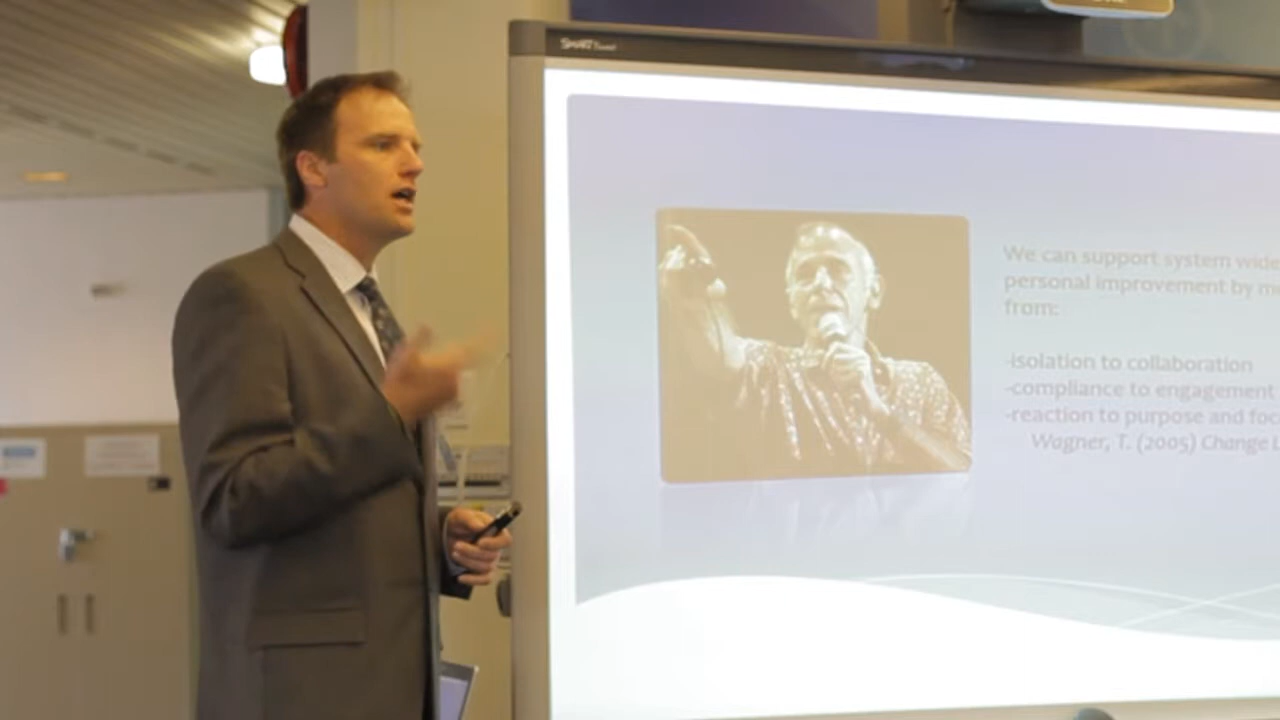 SMART
We can support system wide
personal improvement by
from:
-isolation to collaboration
-compliance to engagement
-reaction to purpose and
Wagner, T. (2005) Change